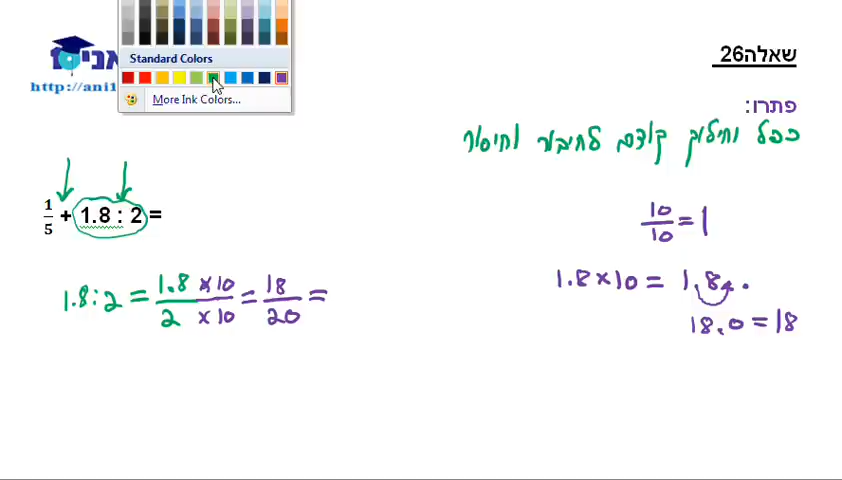 שאלה26
Standard Colors
More Ink Colors...
http://ani1
פתרו:
כפל וחילוק קודם לחיבור וחיסור
1/5 + 1.8 : 2 =
10/10 = 1
1.8 : 2 = 1.8 × 10 / 2 × 10 = 18/20 =
1.8 × 10 = 1.8.
18.0 = 18